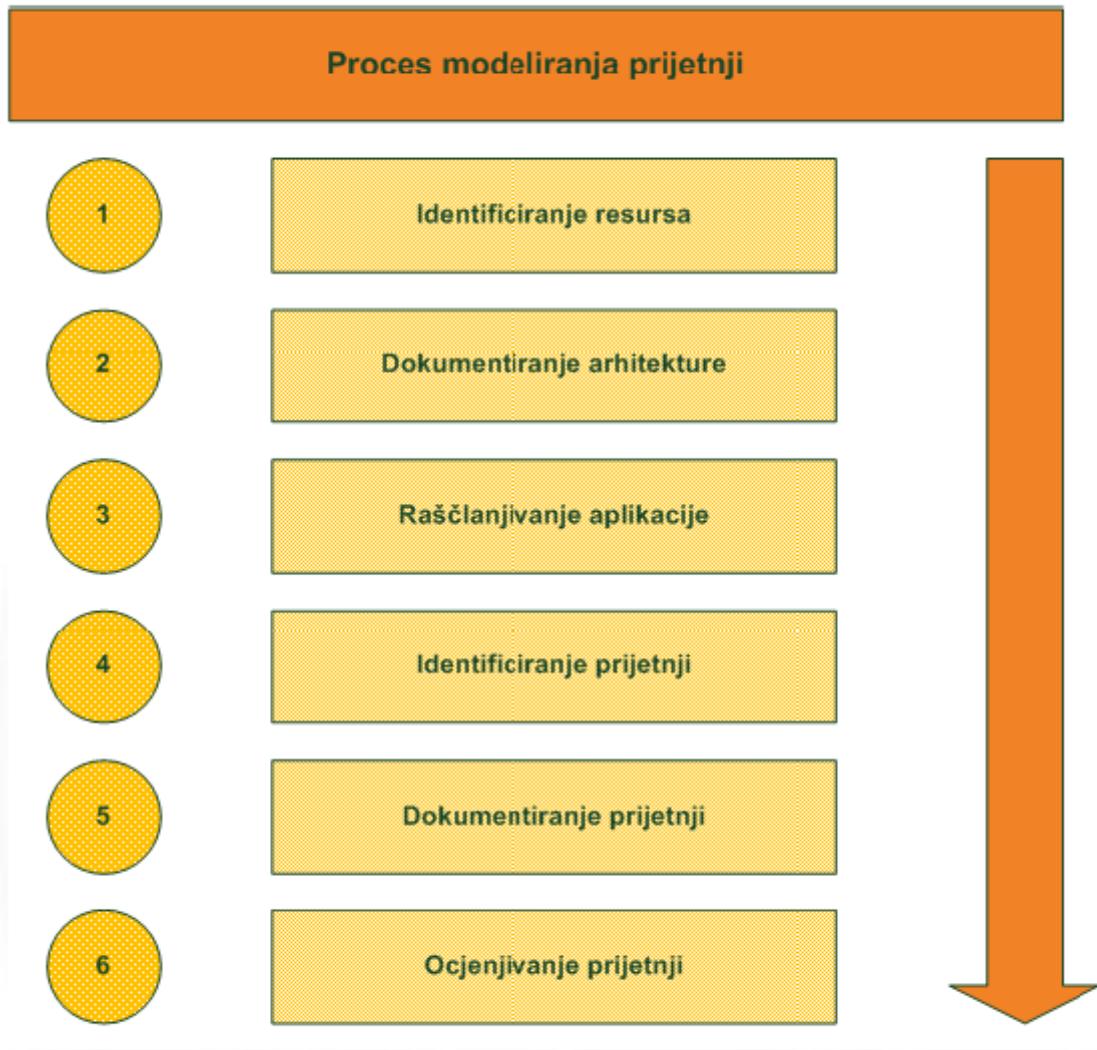 Proces modeliranja prijetnji
1
Identificiranje resursa
2
Dokumentiranje arhitekture
3
Raščlanjivanje aplikacije
4
Identificiranje prijetnji
5
Dokumentiranje prijetnji
6
Ocjenjivanje prijetnji